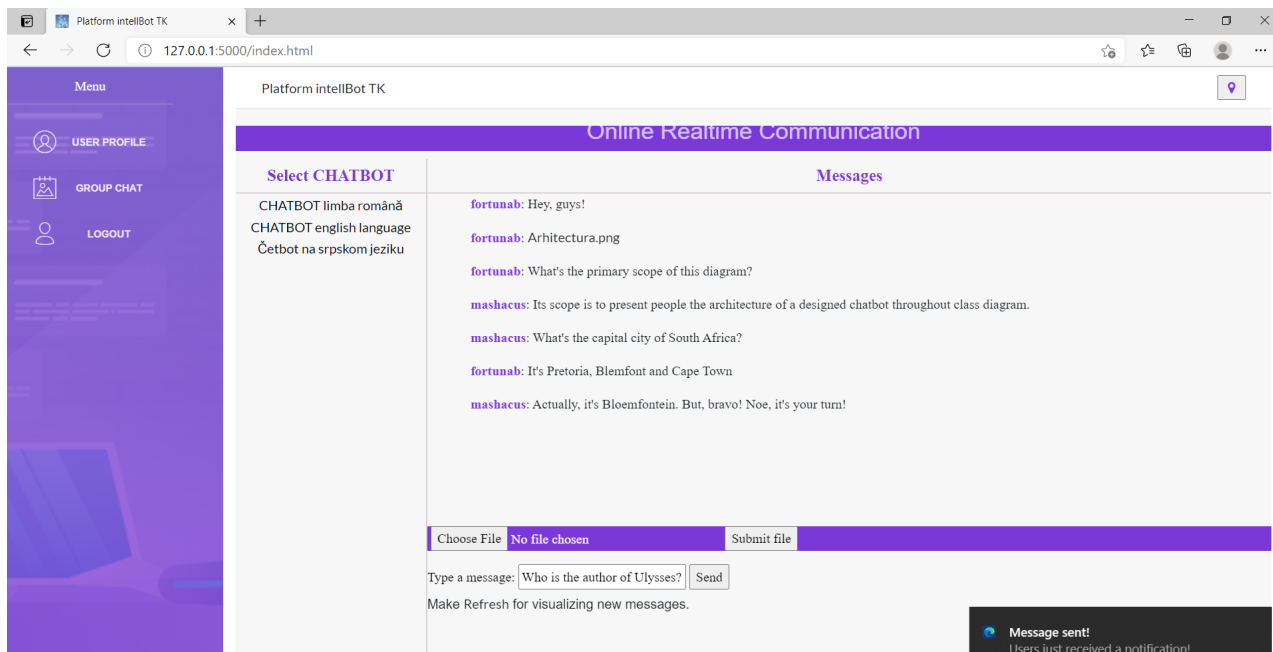 Platform intellBot TK
127.0.0.1:5000/index.html
Menu
USER PROFILE
GROUP CHAT
LOGOUT
Platform intellBot TK
Online Realtime Communication
Select CHATBOT
CHATBOT limba română
CHATBOT english language
Četbot na srpskom jeziku
Messages
fortunab: Hey, guys!
fortunab: Arhitectura.png
fortunab: What's the primary scope of this diagram?
mashacus: Its scope is to present people the architecture of a designed chatbot throughout class diagram.
mashacus: What's the capital city of South Africa?
fortunab: It's Pretoria, Blemfont and Cape Town
mashacus: Actually, it's Bloemfontein. But, bravo! Noe, it's your turn!
Choose File No file chosen Submit file
Type a message: Who is the author of Ulysses? Send
Make Refresh for visualizing new messages.
Message sent!
Users just received a notification!